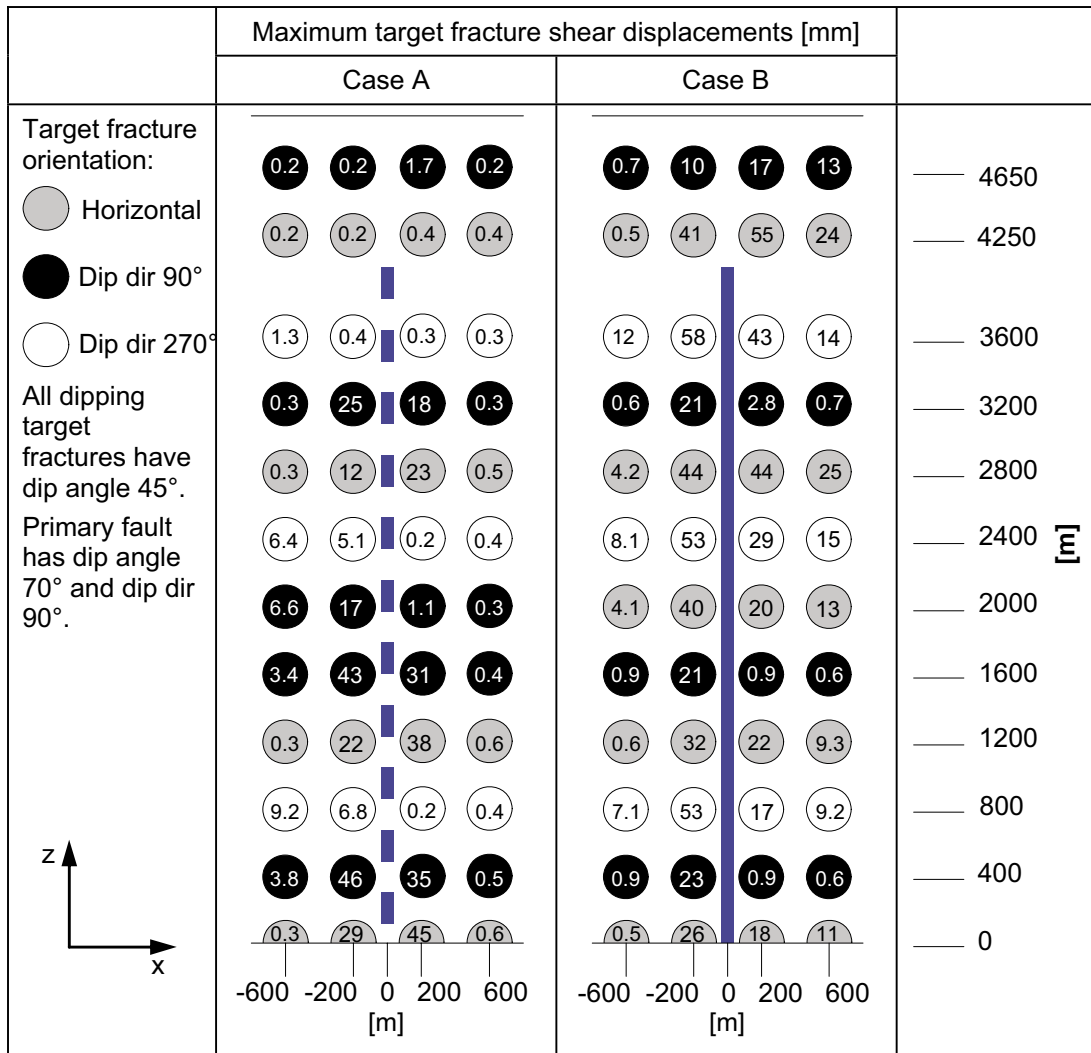 Maximum target fracture shear displacements [mm]
Case A Case B
Target fracture
orientation:
Horizontal
Dip dir 90°
Dip dir 270°
All dipping
target
fractures have
dip angle 45°.
Primary fault
has dip angle
70° and dip dir
90°.
z
x
0.2 0.2 1.7 0.2 0.7 10 17 13 4650
0.2 0.2 0.4 0.4 0.5 41 55 24 4250
1.3 0.4 0.3 0.3 12 58 43 14 3600
0.3 25 18 0.3 0.6 21 2.8 0.7 3200
0.3 12 23 0.5 4.2 44 44 25 2800
6.4 5.1 0.2 0.4 8.1 53 29 15 2400
[m]
6.6 17 1.1 0.3 4.1 40 20 13 2000
3.4 43 31 0.4 0.9 21 0.9 0.6 1600
0.3 22 38 0.6 0.6 32 22 9.3 1200
9.2 6.8 0.2 0.4 7.1 53 17 9.2 800
3.8 46 35 0.5 0.9 23 0.9 0.6 400
0.3 29 45 0.6 0.5 26 18 11 0
-600 -200 0 200 600 -600 -200 0 200 600
[m] [m]